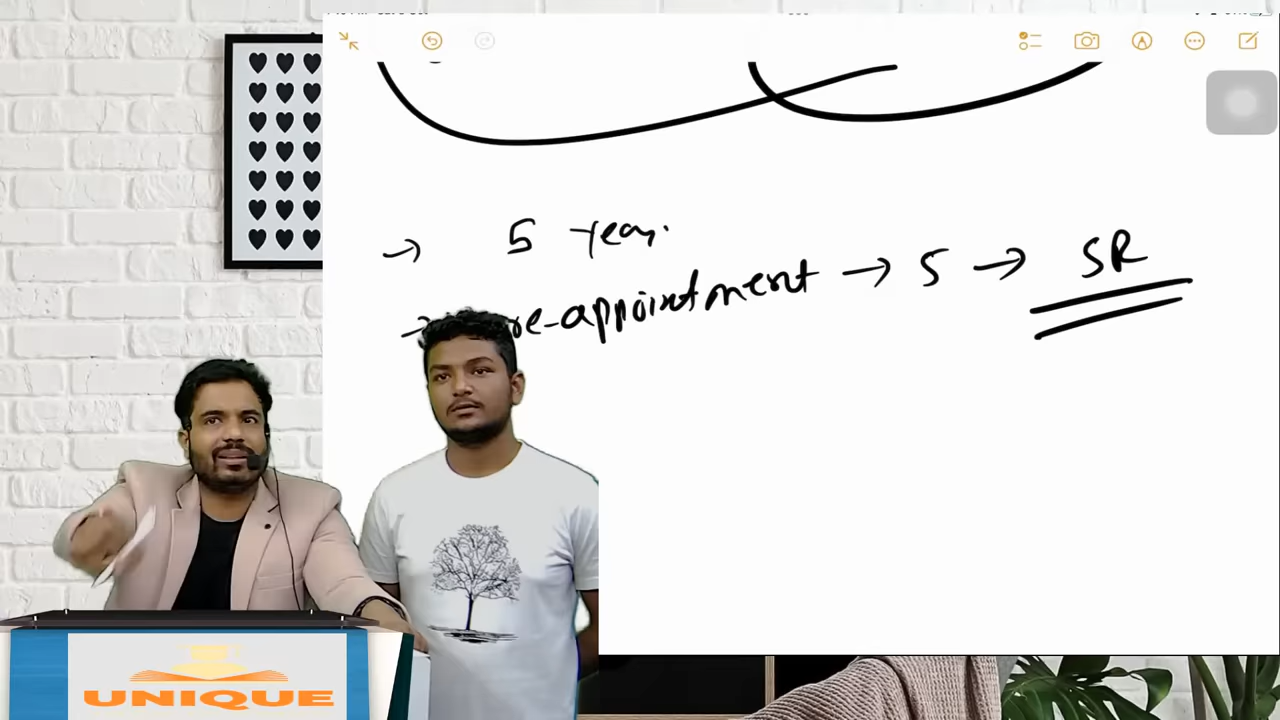 → 5 year.
→ re-appointment → 5 → SR
UNIQUE